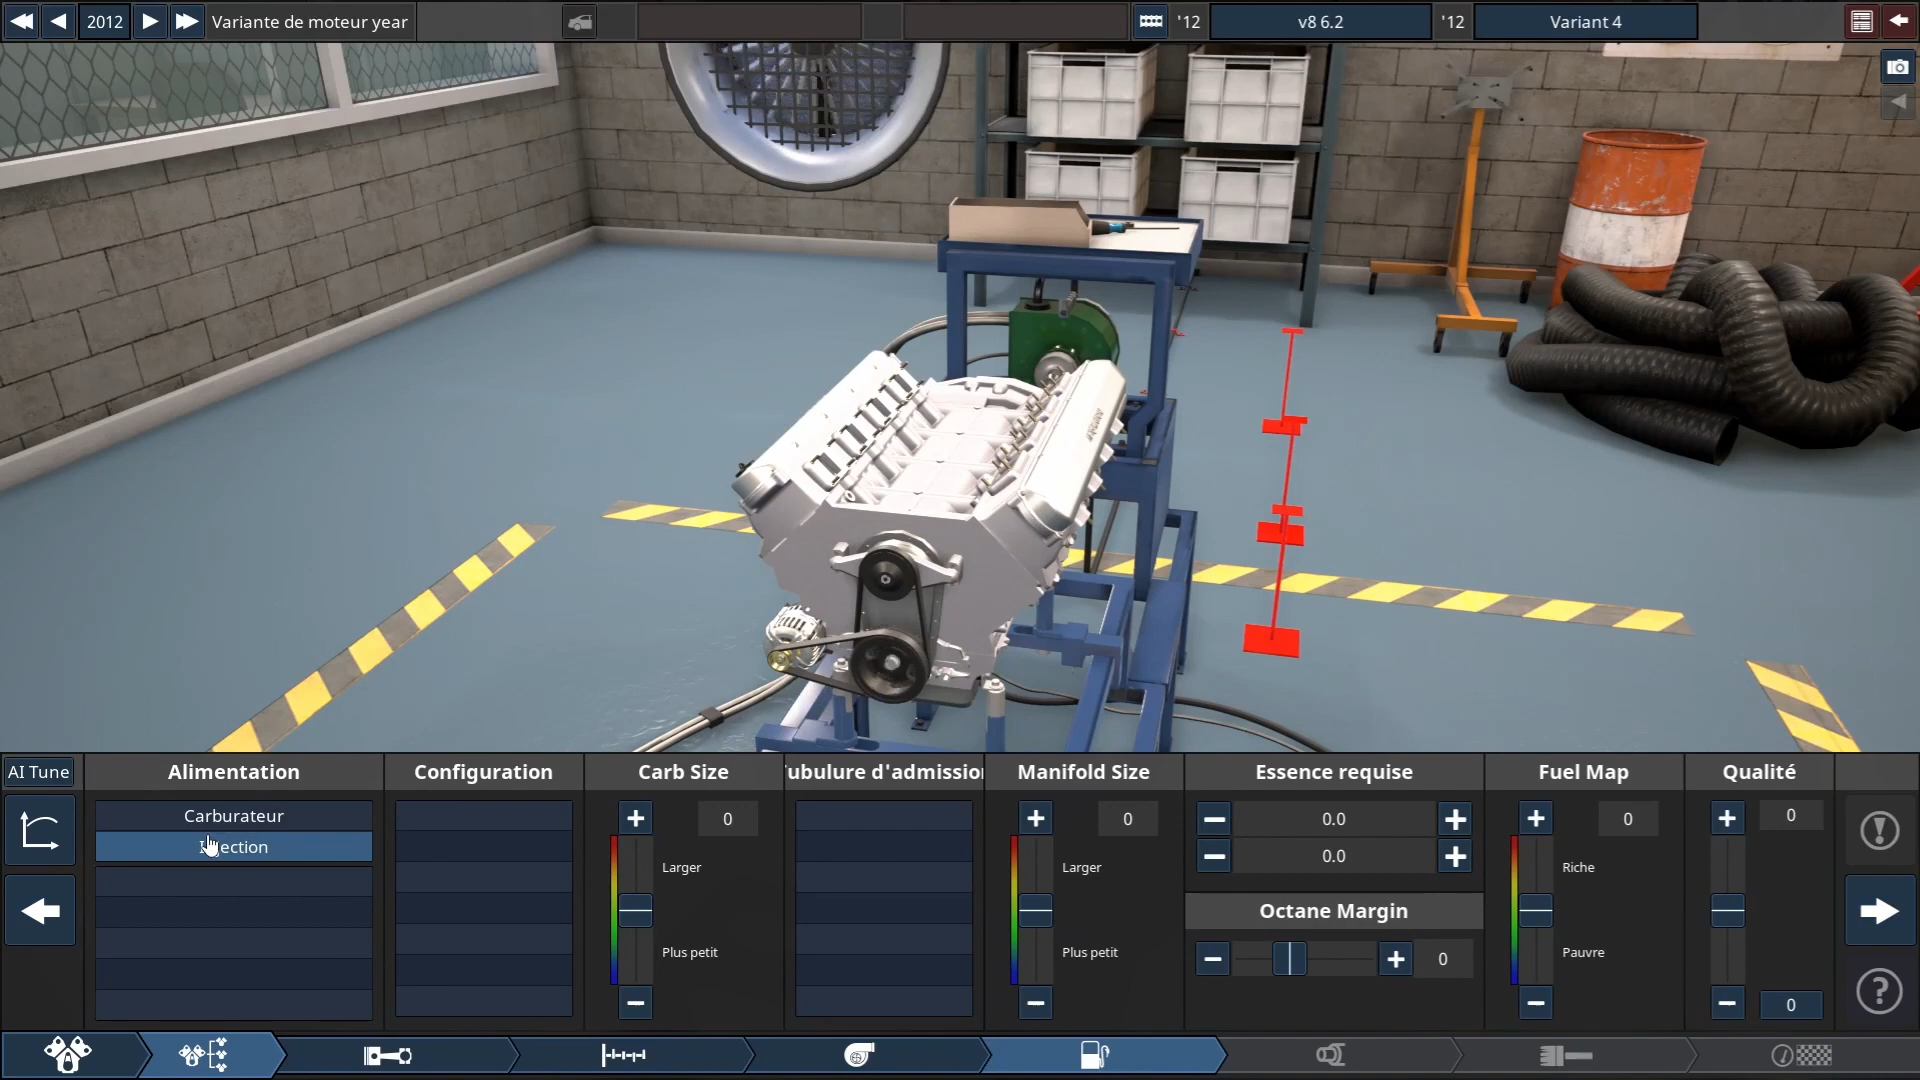 2012
Variante de moteur year
'12
v8 6.2
'12
Variant 4
AI Tune
Alimentation
Configuration
Carb Size
ubulure d'admissio
Manifold Size
Essence requise
Fuel Map
Qualité
Carburateur
Injection
0
Larger
Plus petit
0
Larger
Plus petit
0.0
0.0
Octane Margin
0
0
Riche
Pauvre
0
0